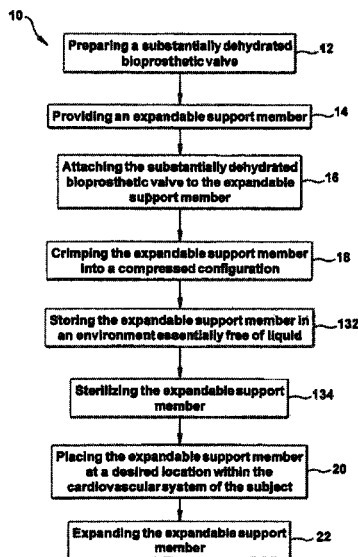 10
Preparing a substantially dehydrated
bioprosthetic valve
12
Providing an expandable support member
14
Attaching the substantially dehydrated
bioprosthetic valve to the expandable
support member
16
Crimping the expandable support member
into a compressed configuration
18
Storing the expandable support member in
an environment essentially free of liquid
132
Sterilizing the expandable support
member
134
Placing the expandable support member
at a desired location within the
cardiovascular system of the subject
20
Expanding the expandable support
member
22